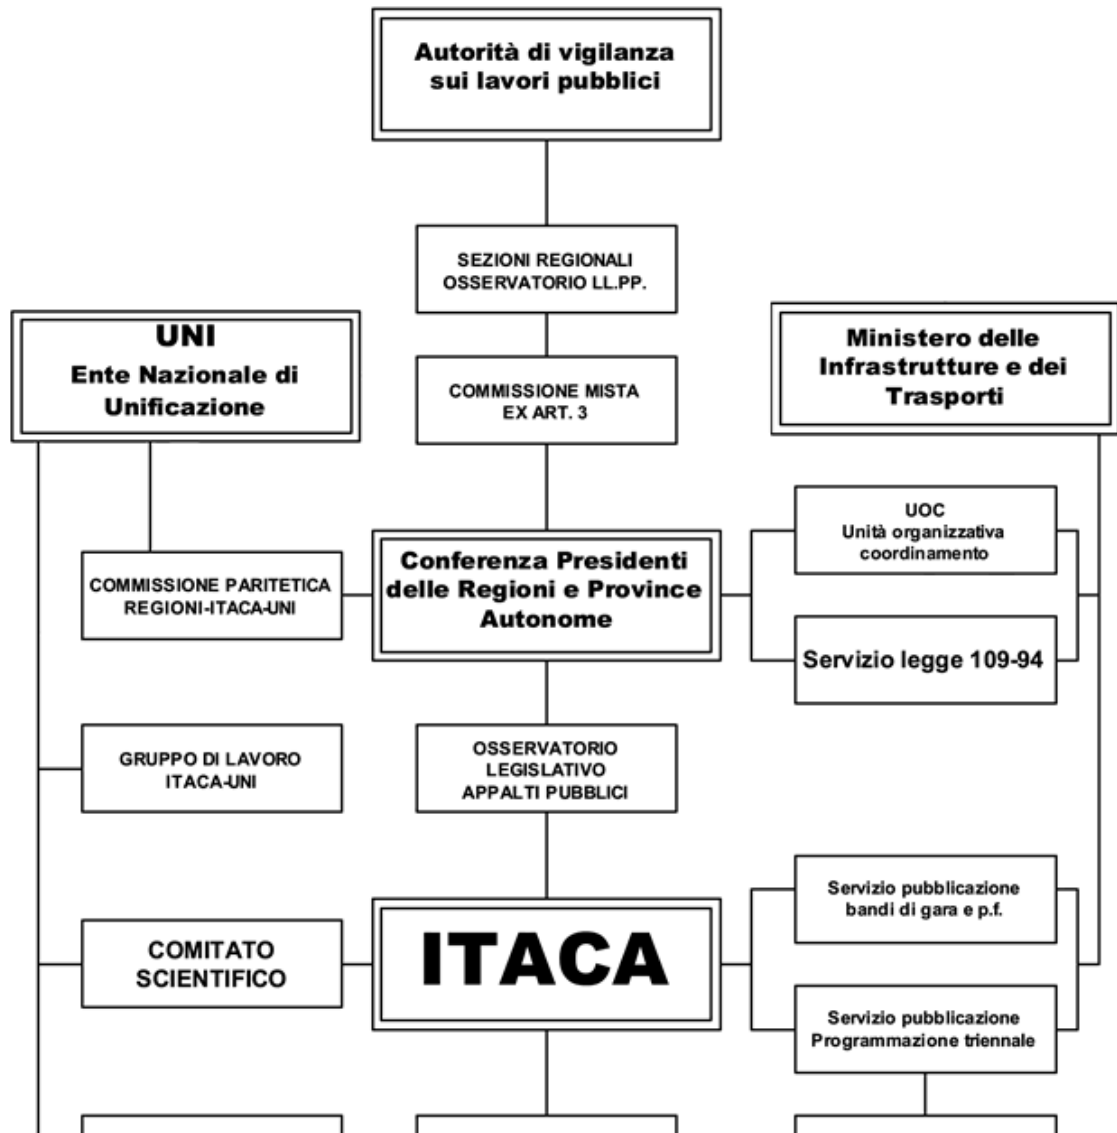 Autorità di vigilanza
sui lavori pubblici
SEZIONI REGIONALI
OSSERVATORIO LL.PP.
UNI
Ente Nazionale di
Unificazione
COMMISSIONE MISTA
EX ART. 3
Ministero delle
Infrastrutture e dei
Trasporti
COMMISSIONE PARITETICA
REGIONI-ITACA-UNI
Conferenza Presidenti
delle Regioni e Province
Autonome
UOC
Unità organizzativa
coordinamento
Servizio legge 109-94
GRUPPO DI LAVORO
ITACA-UNI
OSSERVATORIO
LEGISLATIVO
APPALTI PUBBLICI
COMITATO
SCIENTIFICO
ITACA
Servizio pubblicazione
bandi di gara e p.f.
Servizio pubblicazione
Programmazione triennale